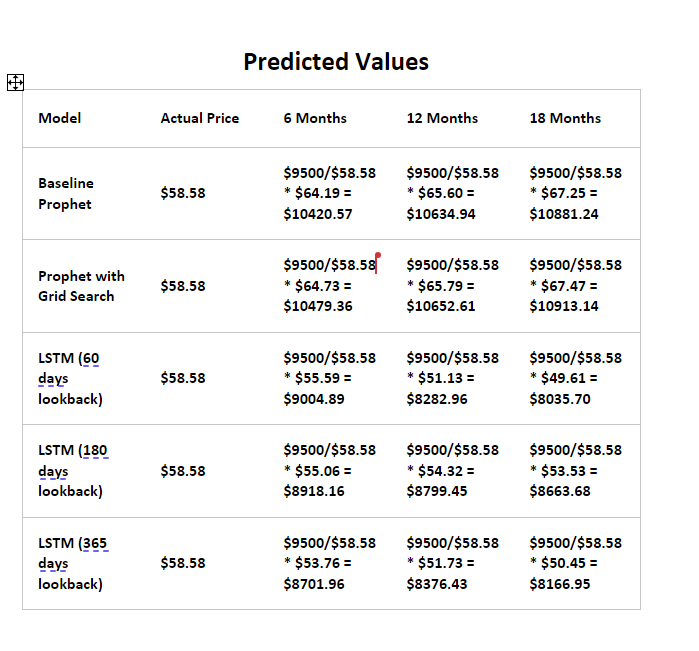 Predicted Values
Model Actual Price 6 Months 12 Months 18 Months
Baseline
Prophet
$58.58
$9500/$58.58
* $64.19 =
$10420.57
$9500/$58.58
* $65.60 =
$10634.94
$9500/$58.58
* $67.25 =
$10881.24
Prophet with
Grid Search
$58.58
$9500/$58.58
* $64.73 =
$10479.36
$9500/$58.58
* $65.79 =
$10652.61
$9500/$58.58
* $67.47 =
$10913.14
LSTM (60
days
lookback)
$58.58
$9500/$58.58
* $55.59 =
$9004.89
$9500/$58.58
* $51.13 =
$8282.96
$9500/$58.58
* $49.61 =
$8035.70
LSTM (180
days
lookback)
$58.58
$9500/$58.58
* $55.06 =
$8918.16
$9500/$58.58
* $54.32 =
$8799.45
$9500/$58.58
* $53.53 =
$8663.68
LSTM (365
days
lookback)
$58.58
$9500/$58.58
* $53.76 =
$8701.96
$9500/$58.58
* $51.73 =
$8376.43
$9500/$58.58
* $50.45 =
$8166.95